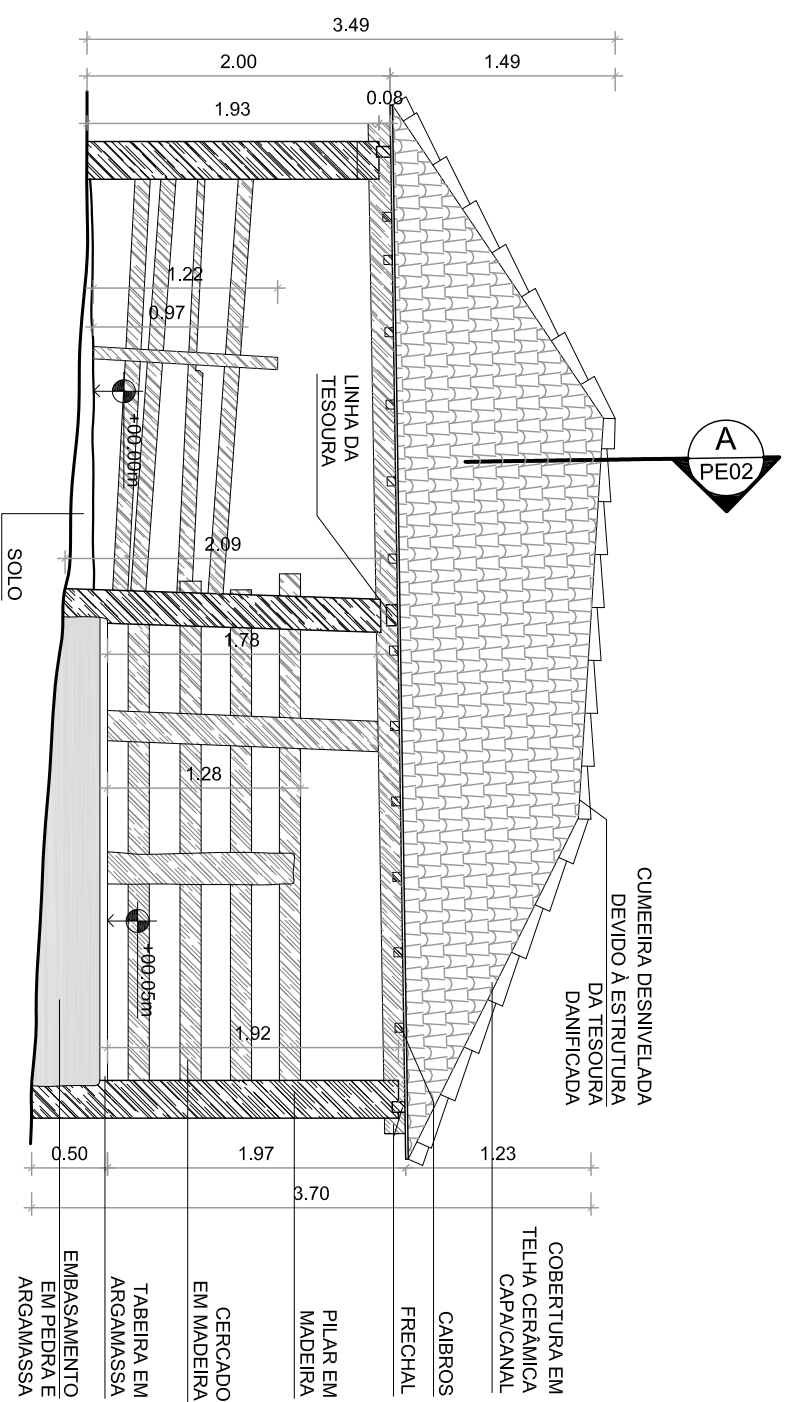 3.49
2.00
1.49
1.93
0.08
A
PE02
1.22
0.97
LINHA DA
TESOURA
+00.00m
SOLO
2.09
1.78
1.28
CUMEEIRA DESNIVELADA
DEVIDO À ESTRUTURA
DA TESOURA
DANIFICADA
+00.05m
1.92
0.50
1.97
1.23
3.70
COBERTURA EM
TELHA CERÂMICA
CAPA/CANAL
CAIBROS
FRECHAL
PILAR EM
MADEIRA
CERCADO
EM MADEIRA
TABEIRA EM
ARGAMASSA
EMBASAMENTO
EM PEDRA E
ARGAMASSA